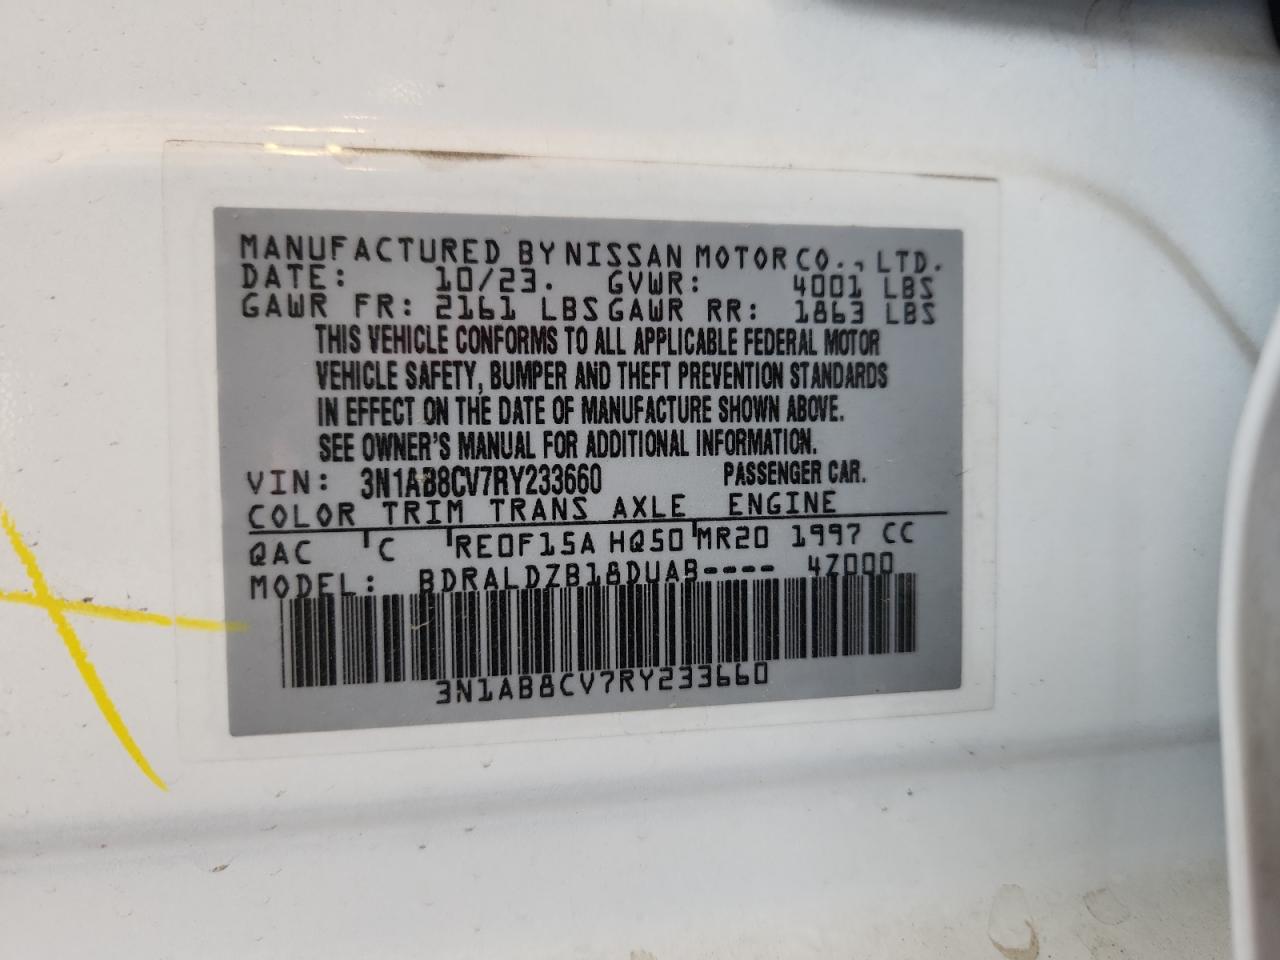 MANUFACTURED BY NISSAN MOTOR CO., LTD.
DATE: 10/23. GVWR: 4001 LBS
GAWR FR: 2161 LBS GAWR RR: 1863 LBS
THIS VEHICLE CONFORMS TO ALL APPLICABLE FEDERAL MOTOR
VEHICLE SAFETY, BUMPER AND THEFT PREVENTION STANDARDS
IN EFFECT ON THE DATE OF MANUFACTURE SHOWN ABOVE.
SEE OWNER'S MANUAL FOR ADDITIONAL INFORMATION.
VIN: 3N1AB8CV7RY233660 PASSENGER CAR.
COLOR TRIM TRANS AXLE ENGINE
QAC C RE0F15A HQ50 MR20 1997 CC
MODEL: BDRALDZB18DUAB---- 4Z000
3N1AB8CV7RY233660